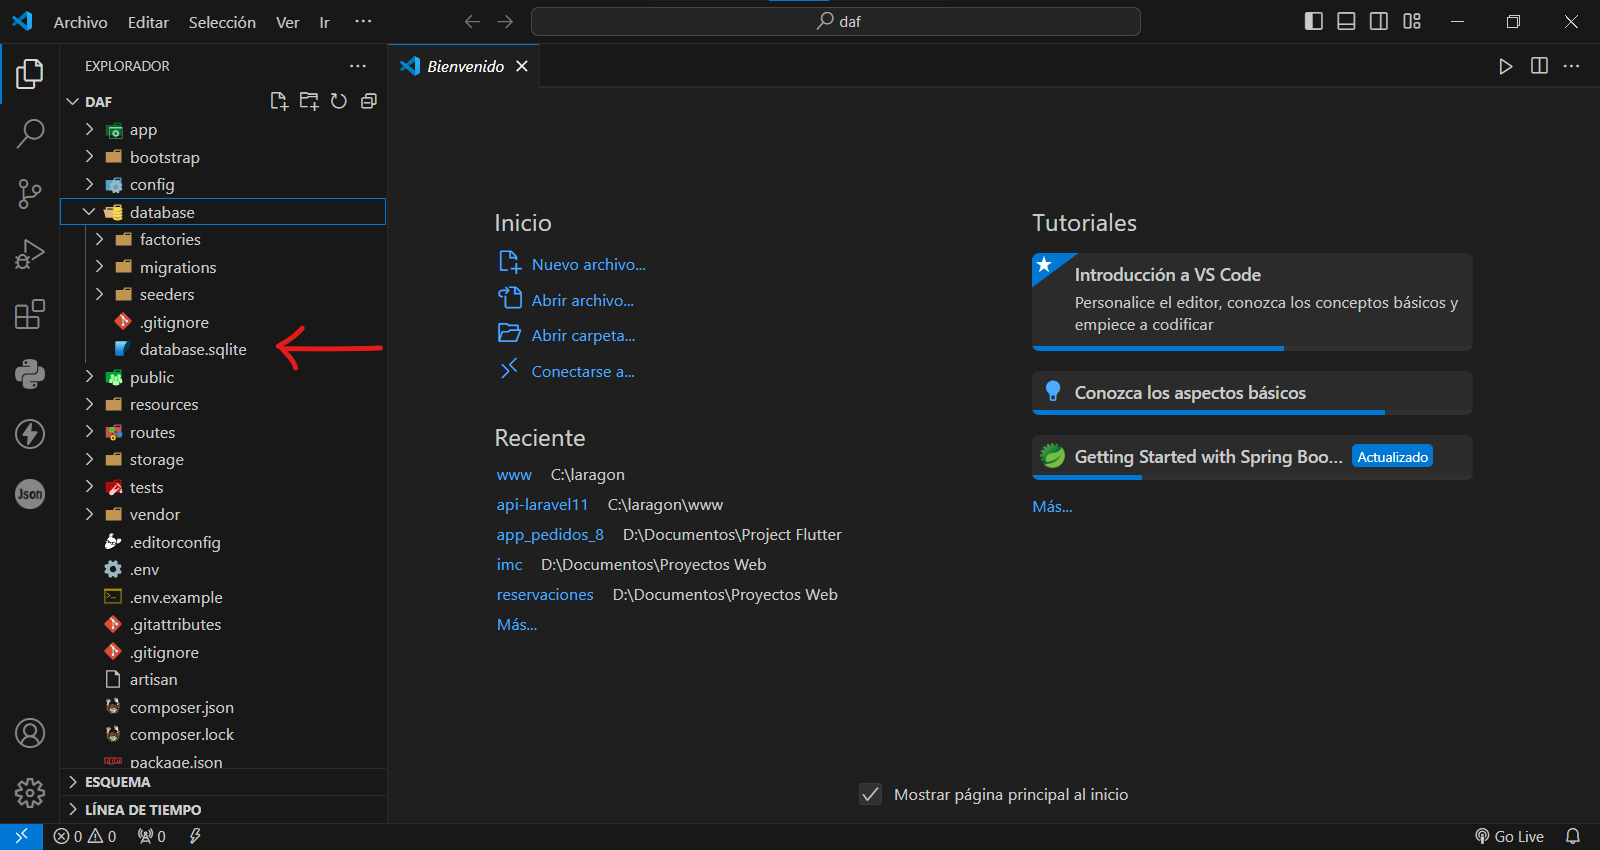 Archivo Editar Selección Ver Ir ···
daf
EXPLORADOR ···
DAF
app
bootstrap
config
database
factories
migrations
seeders
.gitignore
database.sqlite
public
resources
routes
storage
tests
vendor
.editorconfig
.env
.env.example
.gitattributes
.gitignore
artisan
composer.json
composer.lock
package.json
ESQUEMA
LÍNEA DE TIEMPO
Json
Bienvenido
Inicio
Nuevo archivo...
Abrir archivo...
Abrir carpeta...
Conectarse a...
Reciente
www C:\laragon
api-laravel11 C:\laragon\www
app_pedidos_8 D:\Documentos\Project Flutter
imc D:\Documentos\Proyectos Web
reservaciones D:\Documentos\Proyectos Web
Más...
Tutoriales
Introducción a VS Code
Personalice el editor, conozca los conceptos básicos y
empiece a codificar
Conozca los aspectos básicos
Getting Started with Spring Boo... Actualizado
Más...
Mostrar página principal al inicio
0 0 0 Go Live